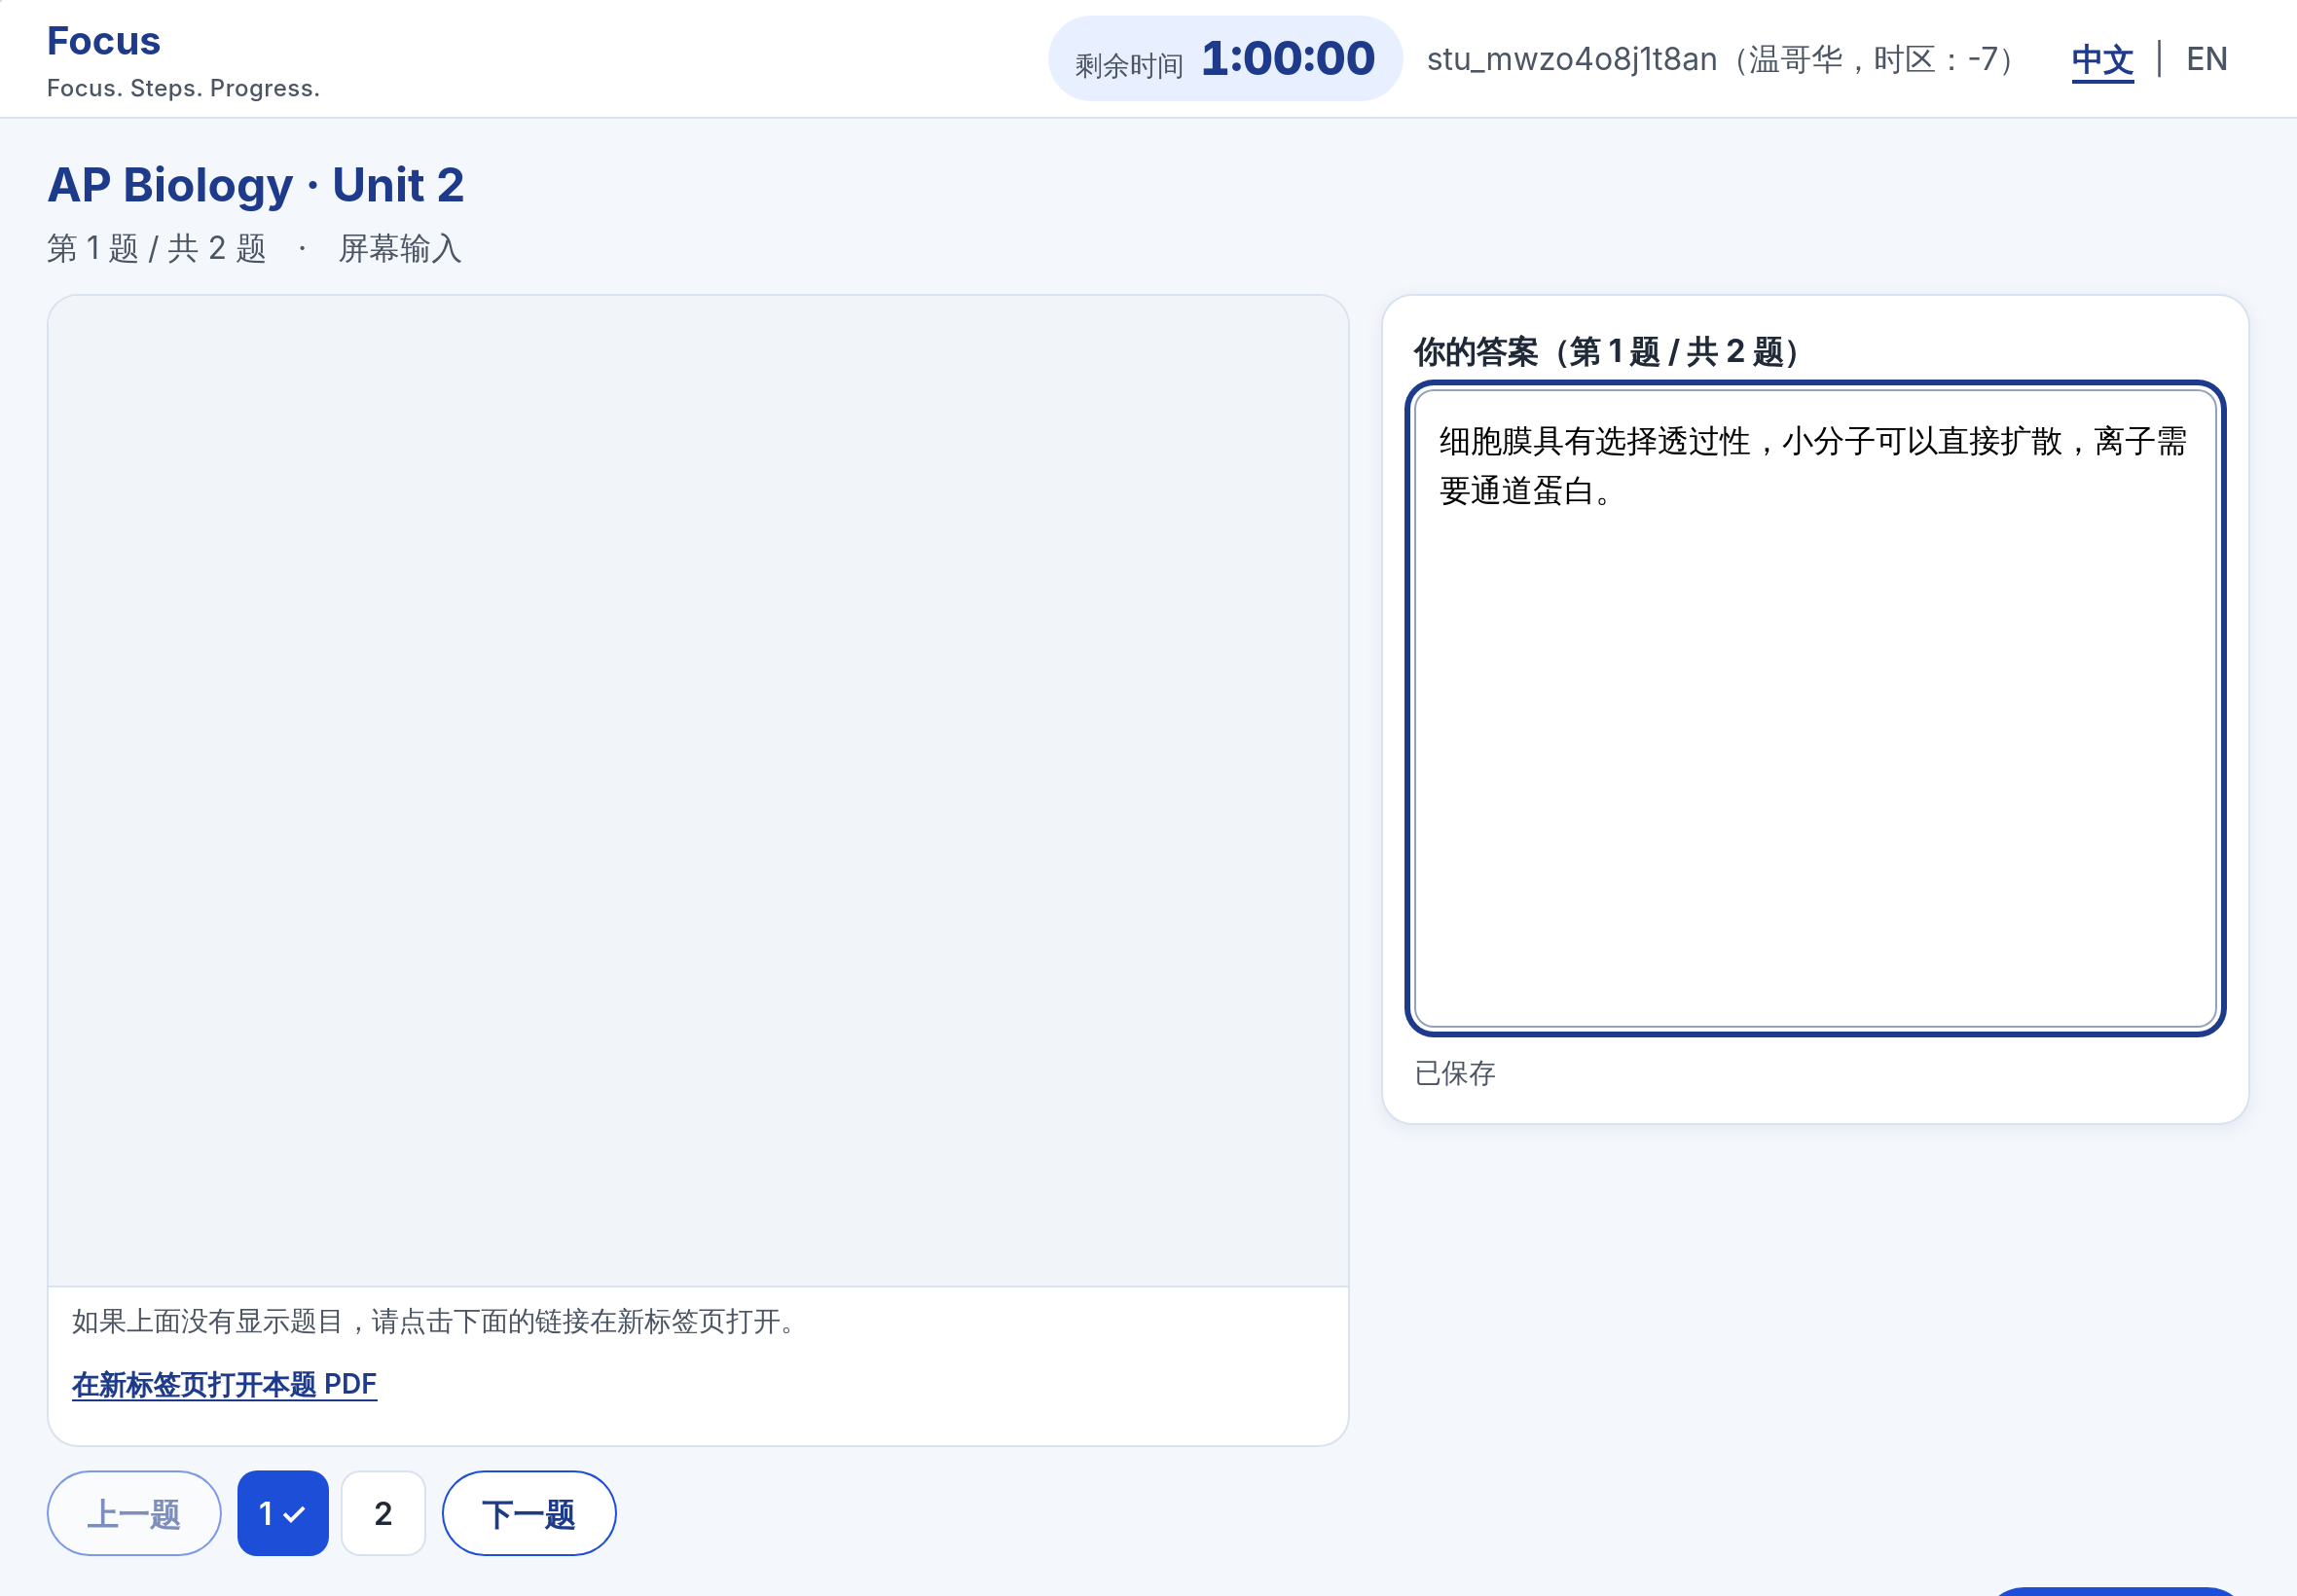 Focus
Focus. Steps. Progress.
剩余时间 1:00:00
stu_mwzo4o8j1t8an（温哥华，时区：-7）
中文 | EN
AP Biology · Unit 2
第 1 题 / 共 2 题 · 屏幕输入
你的答案（第 1 题 / 共 2 题）
细胞膜具有选择透过性，小分子可以直接扩散，离子需
要通道蛋白。
已保存
如果上面没有显示题目，请点击下面的链接在新标签页打开。
在新标签页打开本题 PDF
上一题
1 ✓
2
下一题